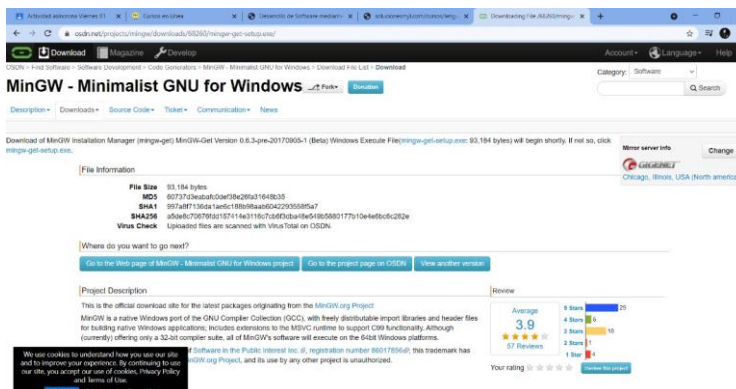 Actividad asincrona Viernes 01
Cursos en Linea
Desarrollo de Software mediante
Downloading File /68260/mingw-
osdn.net/projects/mingw/downloads/68260/mingw-get-setup.exe/
Download Magazine Develop Account Language Help
OSDN > Find Software > Software Development > Code Generators > MinGW - Minimalist GNU for Windows > Download File List > Download
Category: Software
MinGW - Minimalist GNU for Windows Fork Donation
Search
Description Downloads Source Code Ticket Communication News
Download of MinGW Installation Manager (mingw-get) MinGW-Get Version 0.6.3-pre-20170905-1 (Beta) Windows Execute File(mingw-get-setup.exe: 93,184 bytes) will begin shortly. If not so, click
mingw-get-setup.exe.
Mirror server info Change
GIGENET
Chicago, Illinois, USA (North america
File Information
File Size 93,184 bytes
MD5
SHA1
SHA256
Virus Check Uploaded files are scanned with VirusTotal on OSDN.
Where do you want to go next?
Go to the Web page of MinGW - Minimalist GNU for Windows project Go to the project page on OSDN View another version
Project Description
This is the official download site for the latest packages originating from the MinGW.org Project
MinGW is a native Windows port of the GNU Compiler Collection (GCC), with freely distributable import libraries and header files
for building native Windows applications; includes extensions to the MSVC runtime to support C99 functionality. Although
(currently) offering only a 32-bit compiler suite, all of MinGW's software will execute on the 64bit Windows platforms.
of Software in the Public Interest Inc., registration number 86017856; this trademark has
MinGW.org Project, and its use by any other project is unauthorized.
Review
Average
3.9
57 Reviews
5 Stars 25
4 Stars 6
3 Stars
2 Stars 1
1 Star 4
Your rating Review this project
We use cookies to understand how you use our site
and to improve your experience. By continuing to use
our site, you accept our use of cookies, Privacy Policy
and Terms of Use.